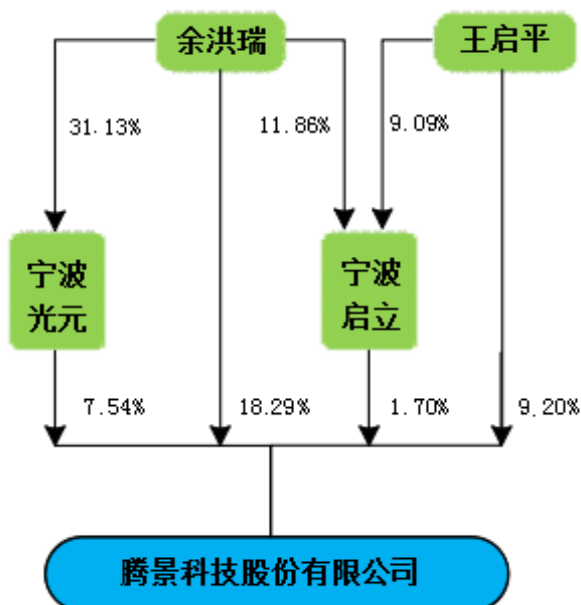 余洪瑞
王启平
31.13%
11.86%
9.09%
宁波
光元
宁波
启立
7.54%
18.29%
1.70%
9.20%
腾景科技股份有限公司